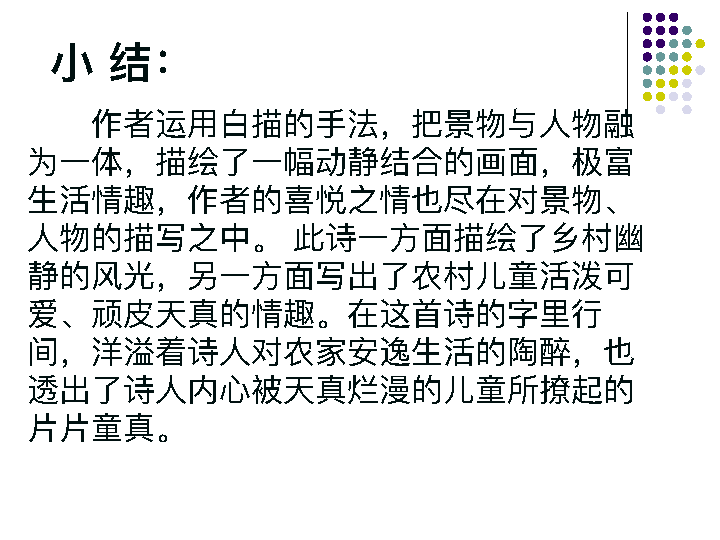 小 结：
作者运用白描的手法，把景物与人物融
为一体，描绘了一幅动静结合的画面，极富
生活情趣，作者的喜悦之情也尽在对景物、
人物的描写之中。 此诗一方面描绘了乡村幽
静的风光，另一方面写出了农村儿童活泼可
爱、顽皮天真的情趣。在这首诗的字里行
间，洋溢着诗人对农家安逸生活的陶醉，也
透出了诗人内心被天真烂漫的儿童所撩起的
片片童真。